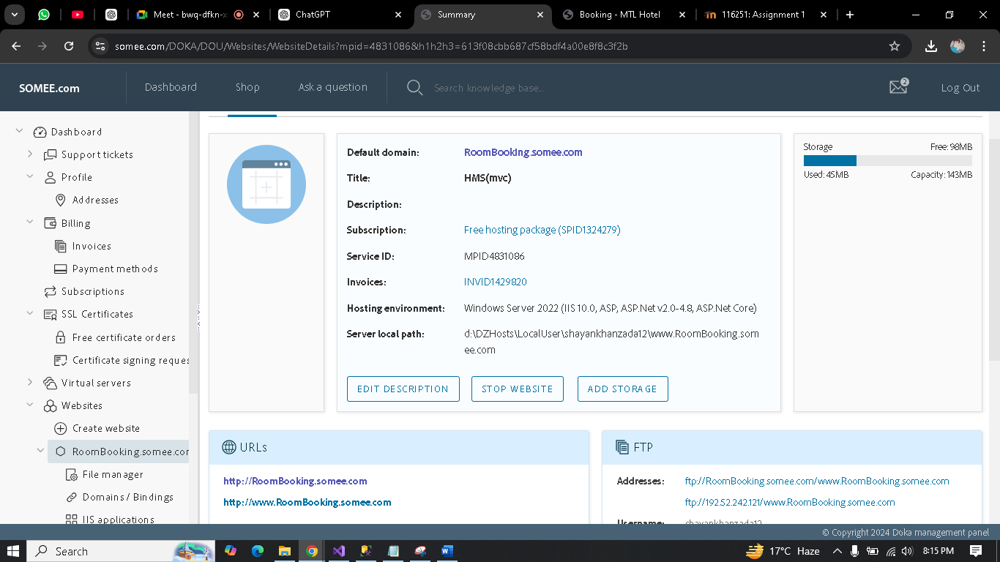 Meet - bwq-dfkn-x
ChatGPT
Summary
Booking - MTL Hotel
116251: Assignment 1
somee.com/DOKA/DOU/Websites/WebsiteDetails?mpid=4831086&h1h2h3=613f08cbb687cf58bdf4a00e8f8c3f2b
SOMEE.com
Dashboard
Shop
Ask a question
Search knowledge base...
2
Log Out
Dashboard
Support tickets
Profile
Addresses
Billing
Invoices
Payment methods
Subscriptions
SSL Certificates
Free certificate orders
Certificate signing reques
Virtual servers
Websites
Create website
RoomBooking.somee.cor
File manager
Domains / Bindings
IIS applications
Default domain: RoomBooking.somee.com
Title: HMS(mvc)
Description:
Subscription: Free hosting package (SPID1324279)
Service ID: MPID4831086
Invoices: INVID1429820
Hosting environment: Windows Server 2022 (IIS 10.0, ASP, ASP.Net v2.0-4.8, ASP.Net Core)
Server local path: d:\DZHosts\LocalUser\shayankhanzada12\www.RoomBooking.som
ee.com
EDIT DESCRIPTION
STOP WEBSITE
ADD STORAGE
Storage Free: 98MB
Used: 45MB Capacity: 143MB
URLs
http://RoomBooking.somee.com
http://www.RoomBooking.somee.com
FTP
Addresses: ftp://RoomBooking.somee.com/www.RoomBooking.somee.com
ftp://192.52.242.121/www.RoomBooking.somee.com
Username: shayankhanzada12
© Copyright 2024 Doka management panel
Search
17°C Haze
8:15 PM